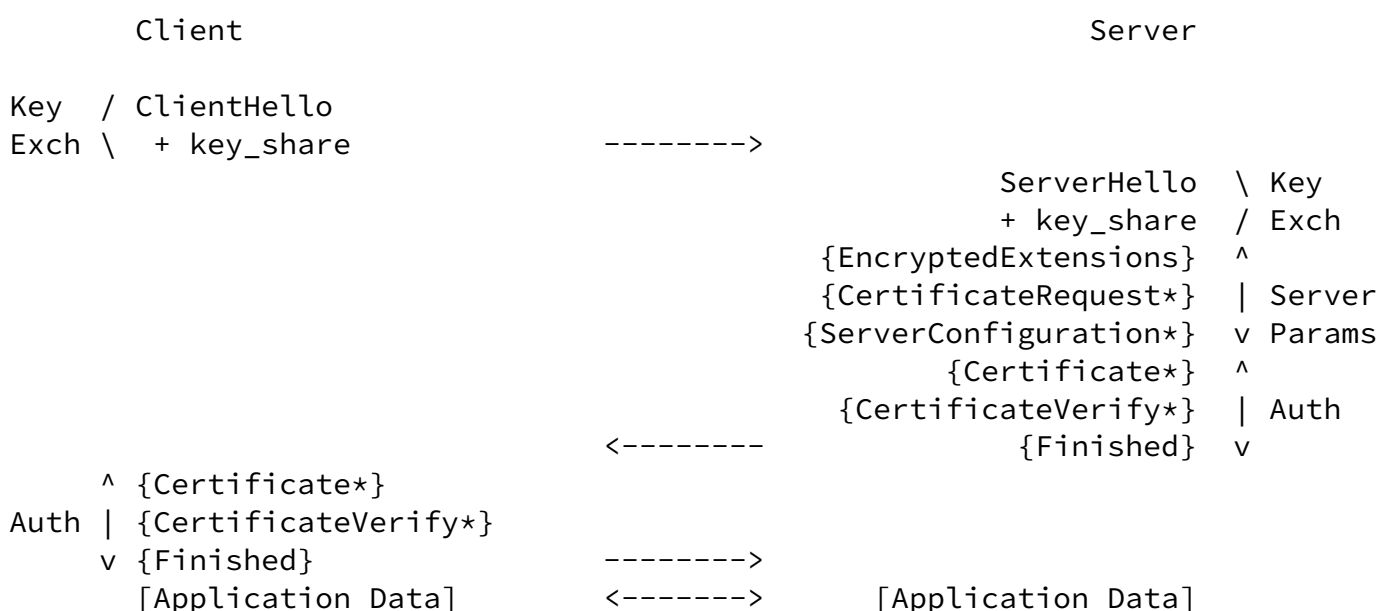 Client                                               Server

Key  / ClientHello
Exch \  + key_share              -------->
                                                       ServerHello  \ Key
                                                       + key_share  / Exch
                                             {EncryptedExtensions}  ^
                                             {CertificateRequest*}  | Server
                                            {ServerConfiguration*}  v Params
                                                    {Certificate*}  ^
                                              {CertificateVerify*}  | Auth
                                 <--------              {Finished}  v
     ^ {Certificate*}
Auth | {CertificateVerify*}
     v {Finished}                -------->
       [Application Data]        <------->      [Application Data]